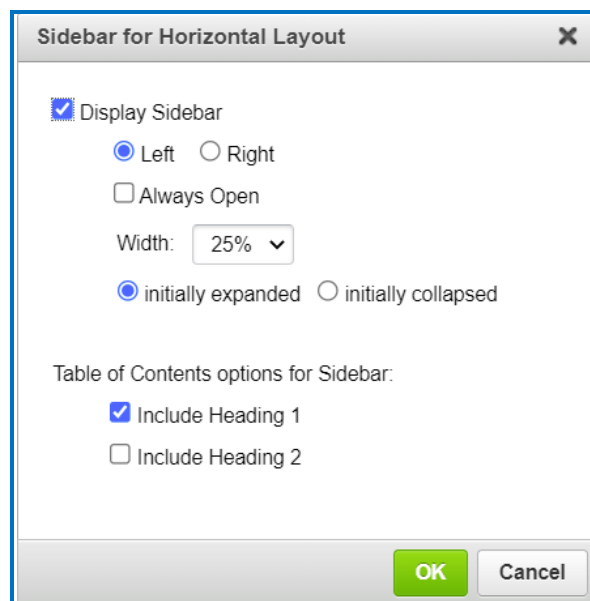 Sidebar for Horizontal Layout
Display Sidebar
Left Right
Always Open
Width: 25%
initially expanded initially collapsed
Table of Contents options for Sidebar:
Include Heading 1
Include Heading 2
OK Cancel